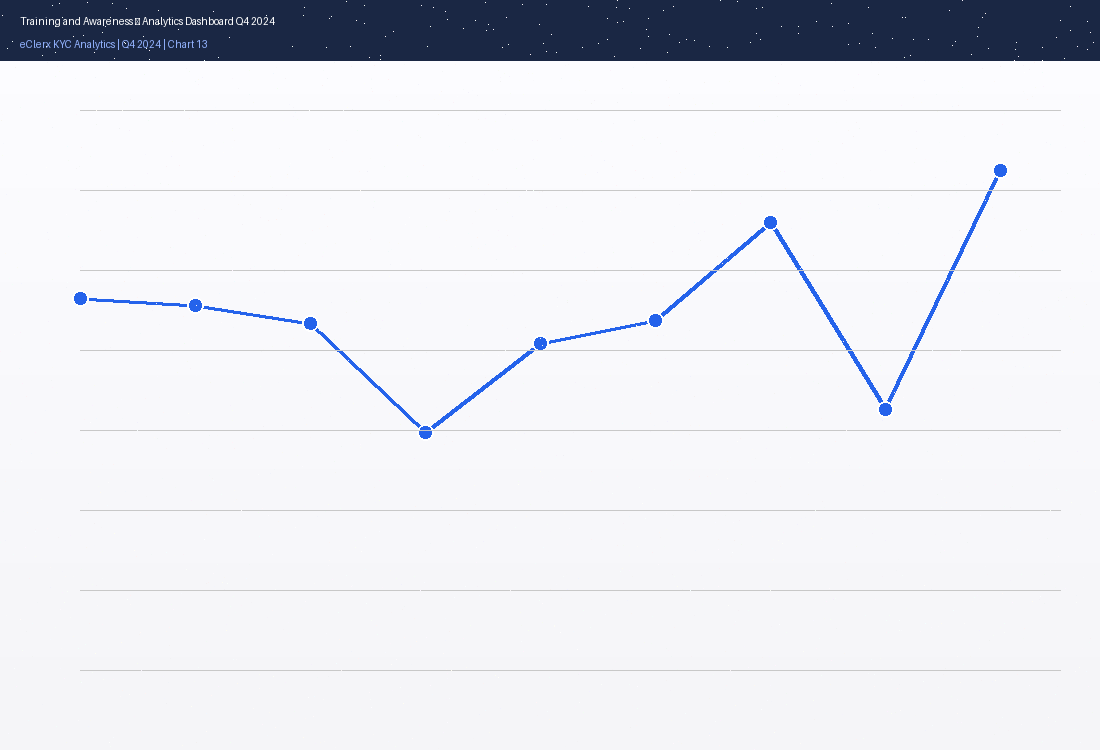 Training and Awareness▯ Analytics Dashboard Q4 2024
eClerx KYC Analytics | Q4 2024 | Chart 13